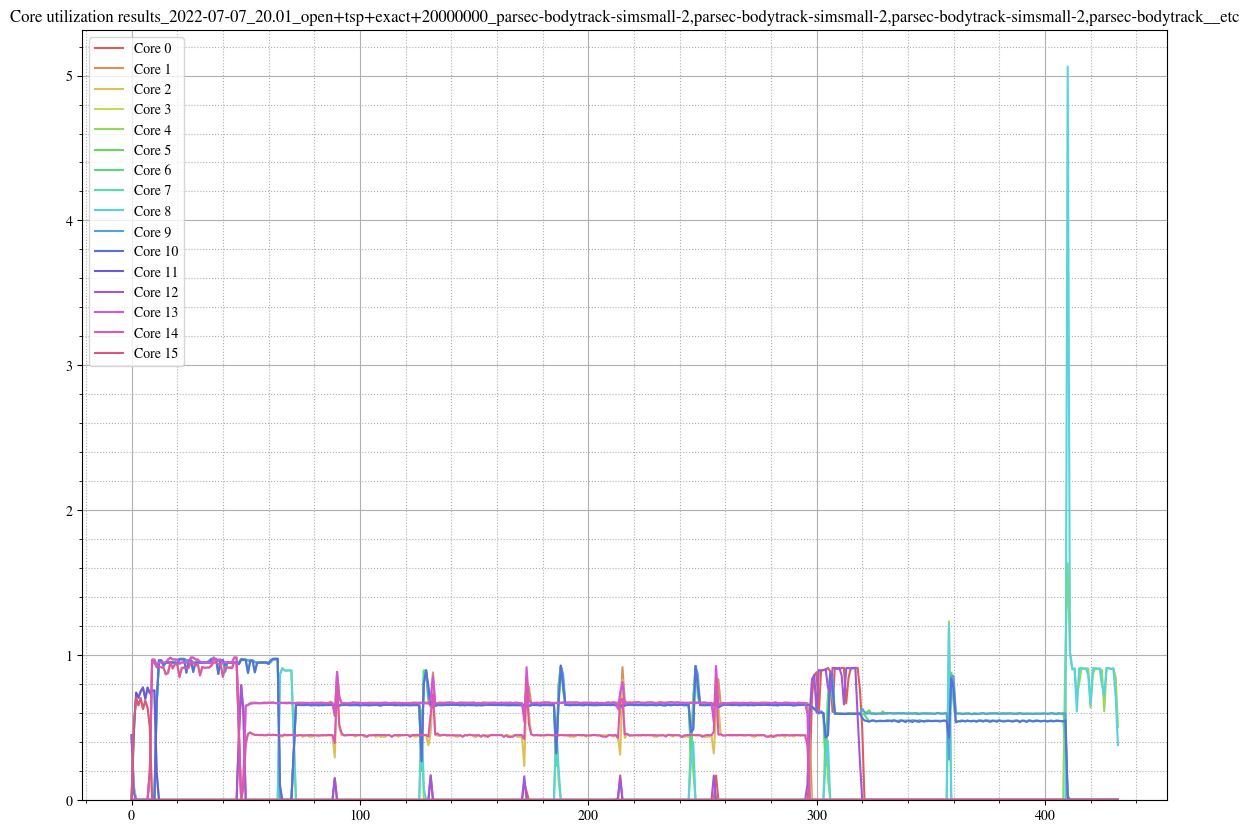 Core utilization results_2022-07-07_20.01_open+tsp+exact+20000000_parsec-bodytrack-simsmall-2,parsec-bodytrack-simsmall-2,parsec-bodytrack-simsmall-2,parsec-bodytrack__etc
Core 0
Core 1
Core 2
Core 3
Core 4
Core 5
Core 6
Core 7
Core 8
Core 9
Core 10
Core 11
Core 12
Core 13
Core 14
Core 15
5
4
3
2
1
0
0
100
200
300
400